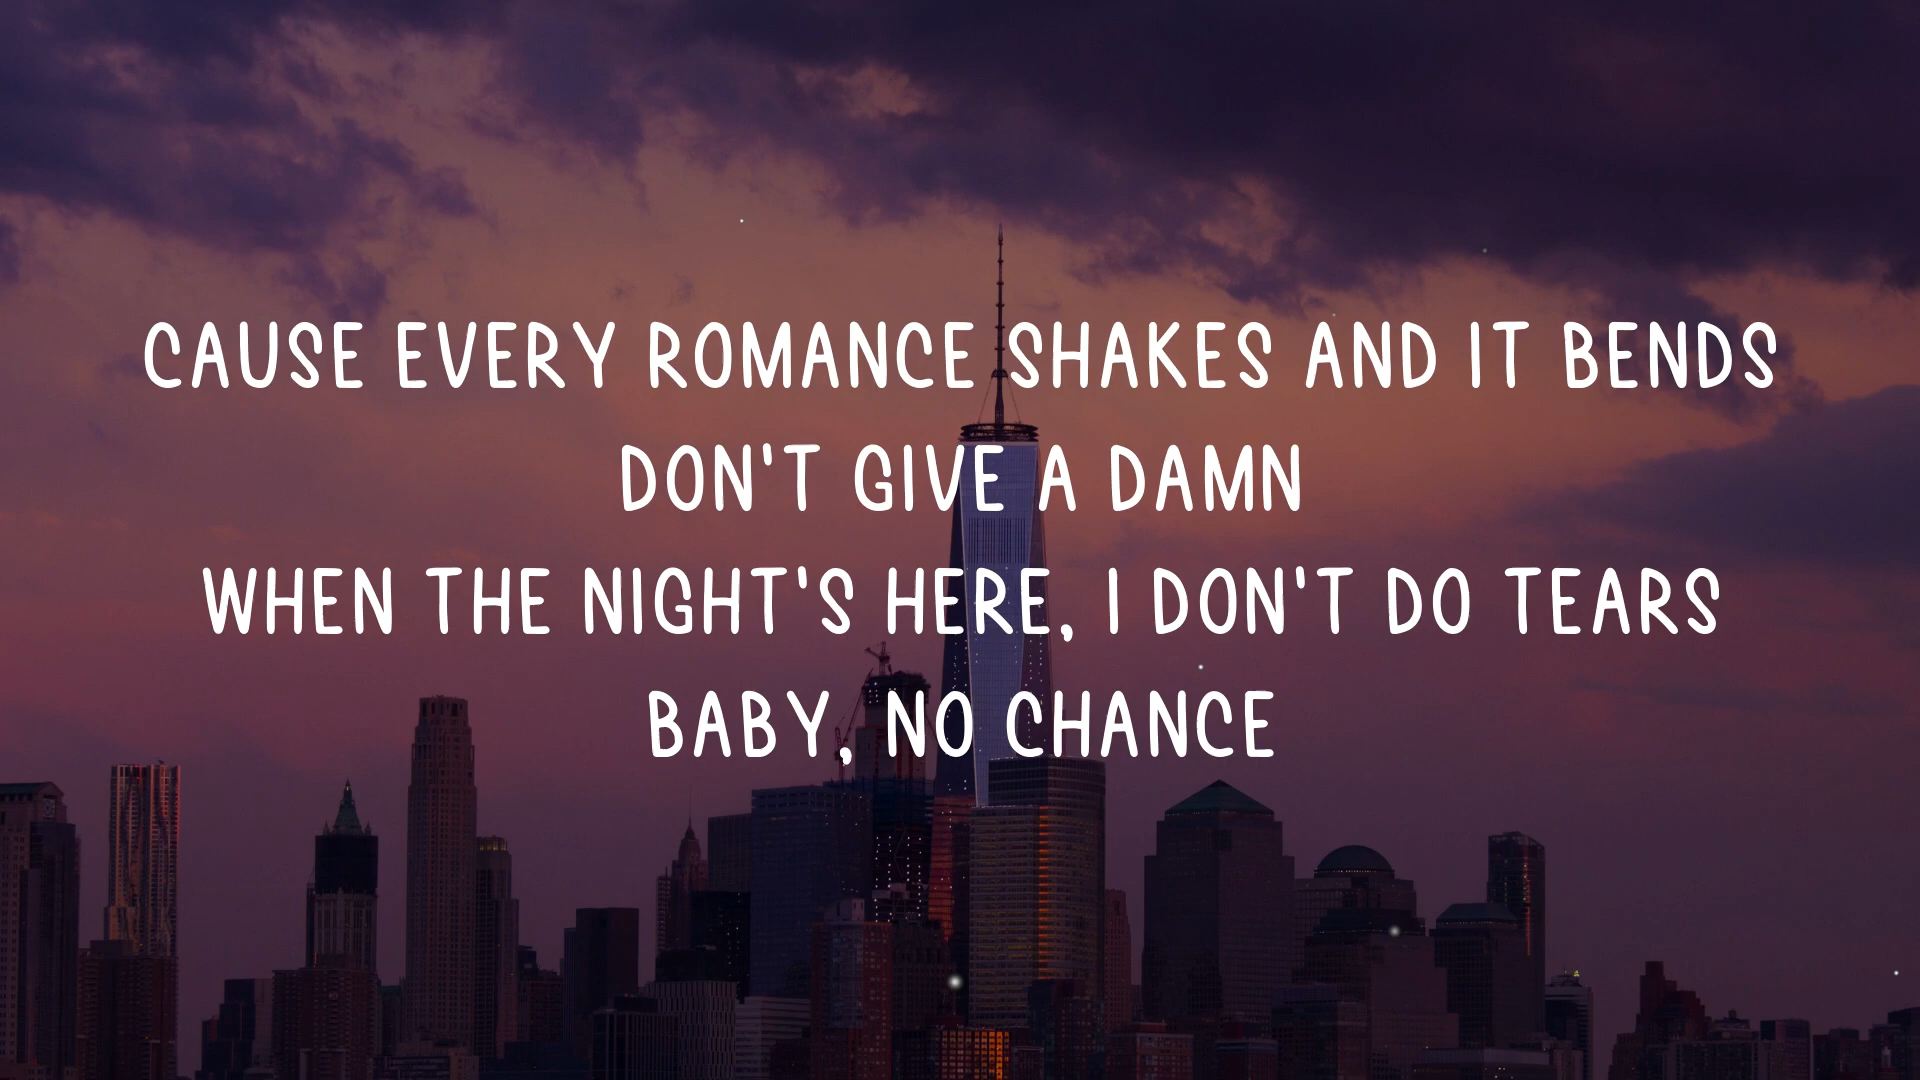 CAUSE EVERY ROMANCE SHAKES AND IT BENDS
DON'T GIVE A DAMN
WHEN THE NIGHT'S HERE, I DON'T DO TEARS
BABY, NO CHANCE